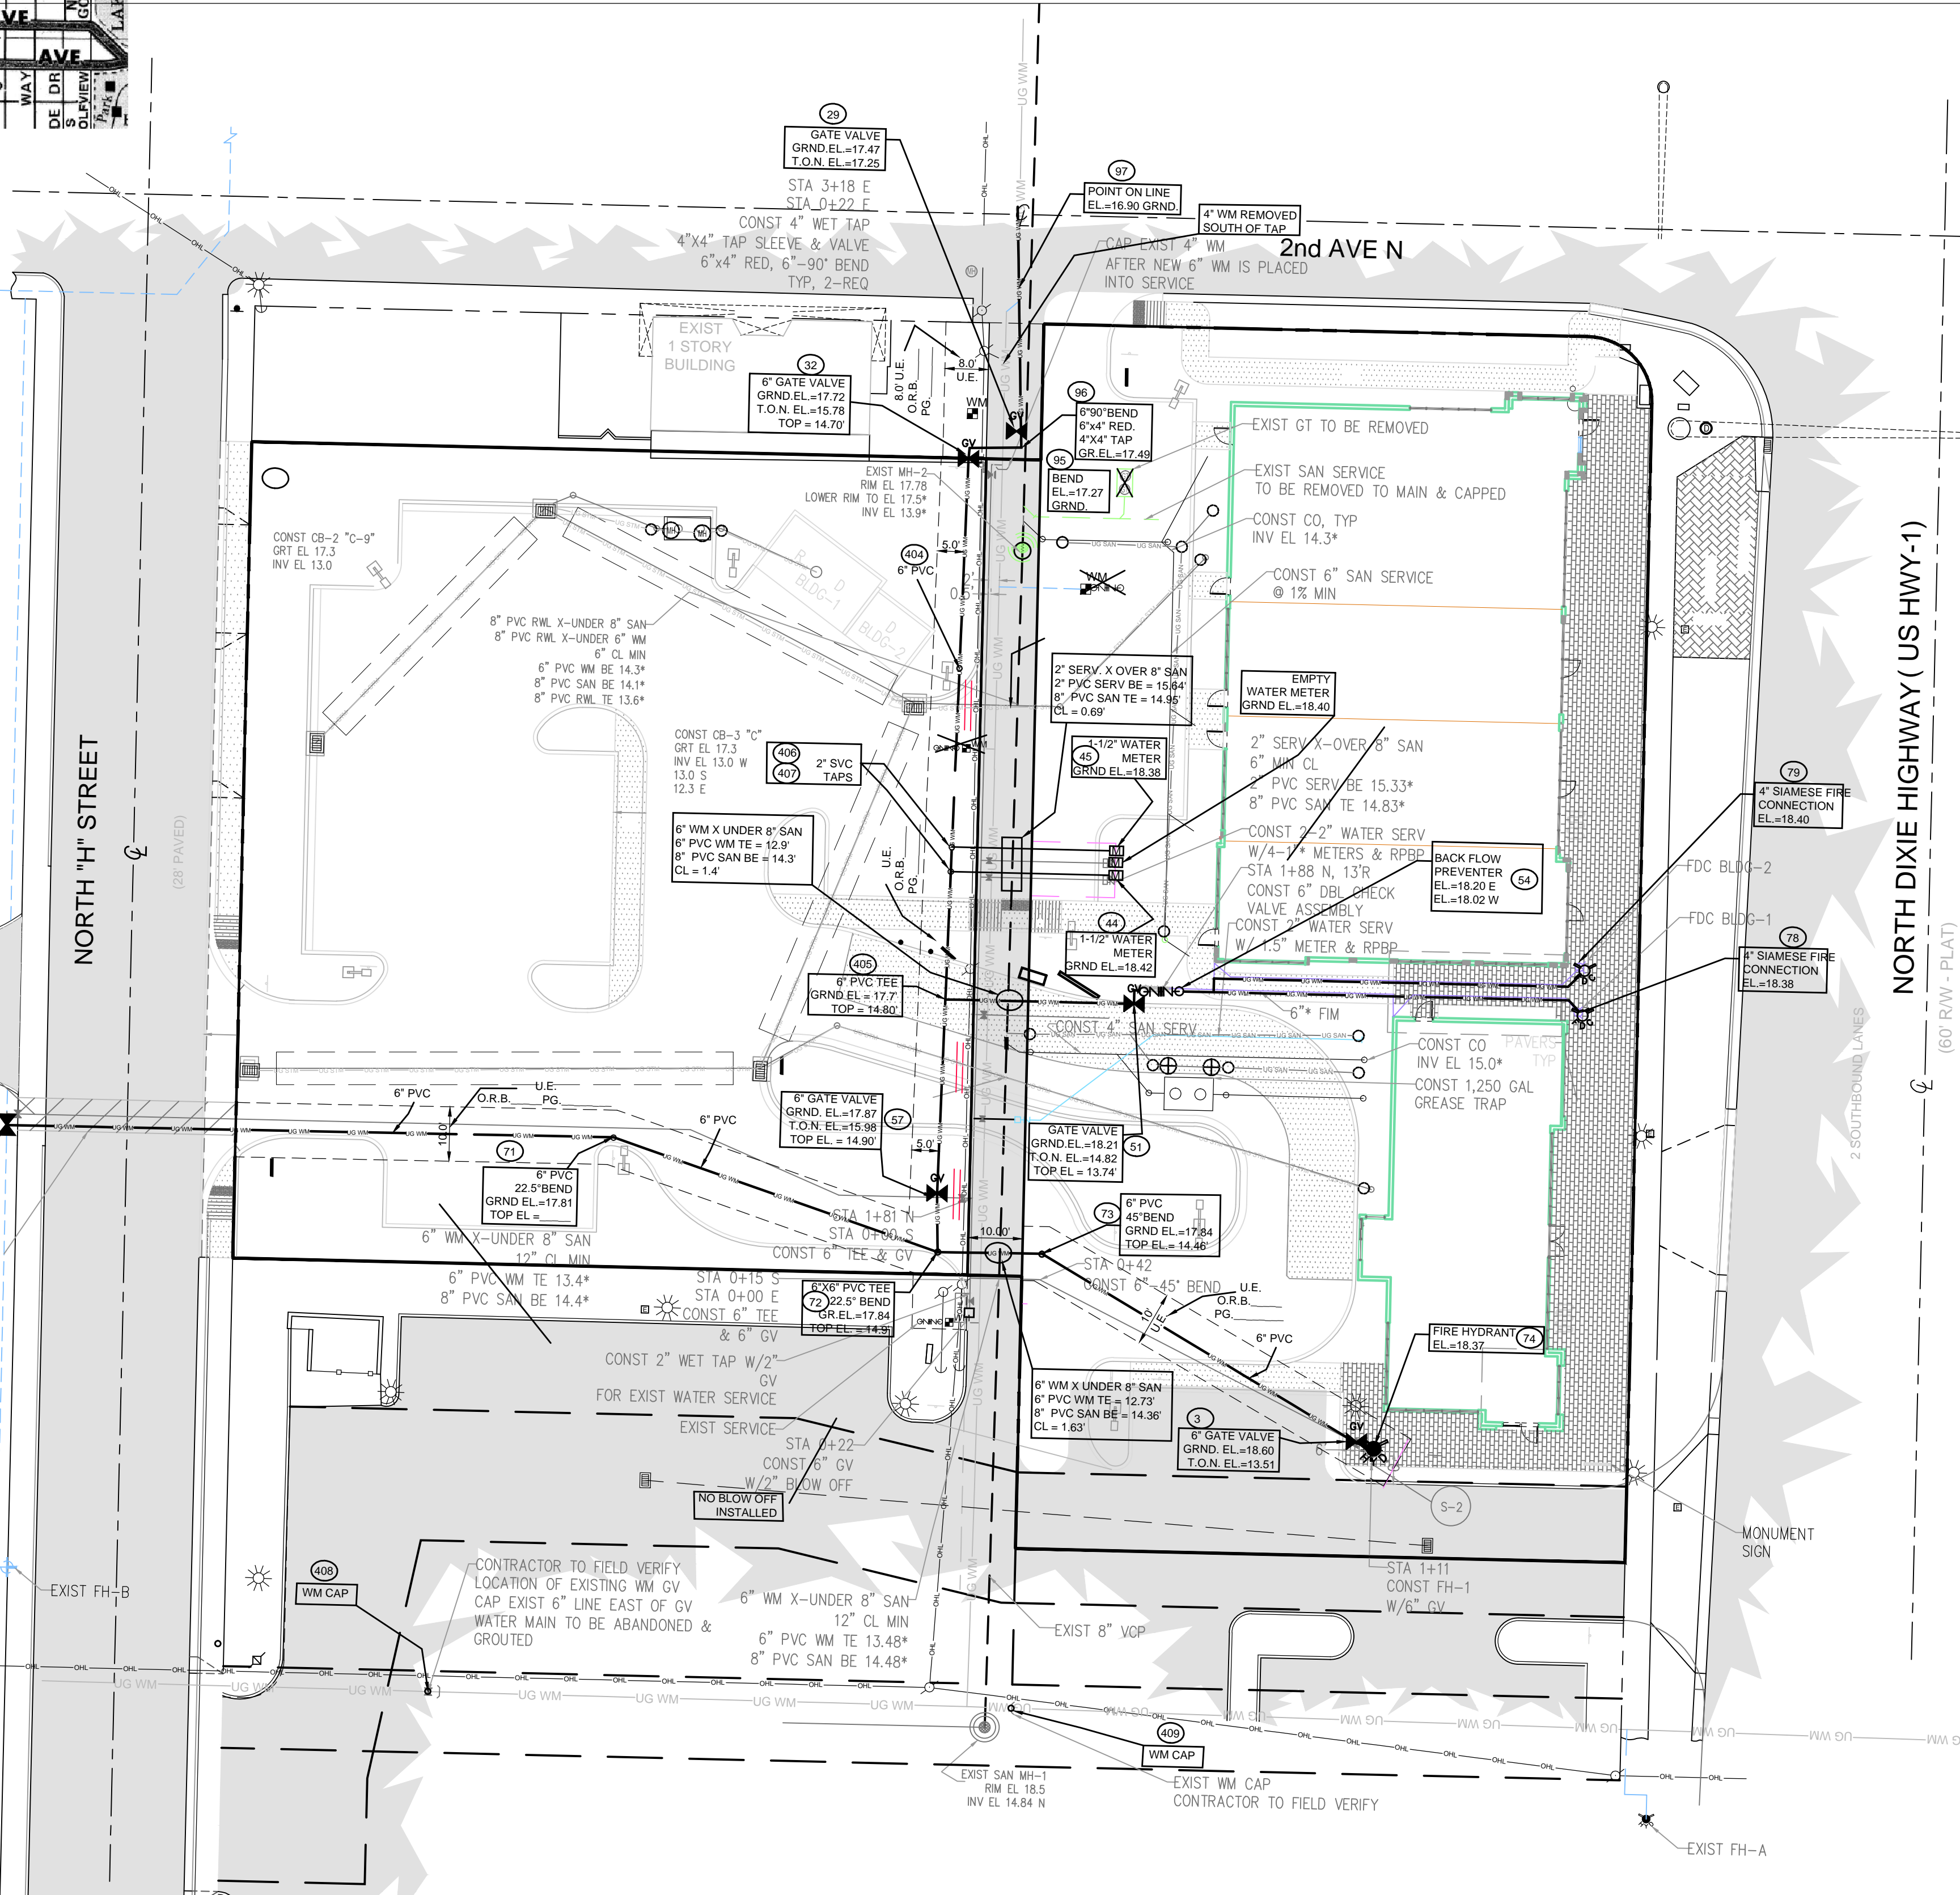 VE
AVE
WAY
DE DR
S
OLFVIEW
N
GO
LAK
Park
29
GATE VALVE
GRND.EL.=17.47
T.O.N. EL.=17.25
STA 3+18 E
STA 0+22 E
CONST 4" WET TAP
4"X4" TAP SLEEVE & VALVE
6"x4" RED, 6"-90° BEND
TYP, 2-REQ
97
POINT ON LINE
EL.=16.90 GRND.
4" WM REMOVED
SOUTH OF TAP
CAP EXIST 4" WM
AFTER NEW 6" WM IS PLACED
INTO SERVICE
2nd AVE N
EXIST
1 STORY
BUILDING
8.0' U.E.
O.R.B.
PG.
8.0'
U.E.
WM
32
6" GATE VALVE
GRND.EL.=17.72
T.O.N. EL.=15.78
TOP = 14.70'
GV
GV
96
6"90°BEND
6"x4" RED.
4"X4" TAP
GR.EL.=17.49
95
BEND
EL.=17.27
GRND.
EXIST GT TO BE REMOVED
EXIST SAN SERVICE
TO BE REMOVED TO MAIN & CAPPED
EXIST MH-2
RIM EL 17.78
LOWER RIM TO EL 17.5*
INV EL 13.9*
CONST CO, TYP
INV EL 14.3*
CONST CB-2 "C-9"
GRT EL 17.3
INV EL 13.0
404
6" PVC
5.0'
2'
0.5'
WM
CONST 6" SAN SERVICE
@ 1% MIN
D
BLDG-1
D
BLDG-2
8" PVC RWL X-UNDER 8" SAN
8" PVC RWL X-UNDER 6" WM
6" CL MIN
6" PVC WM BE 14.3*
8" PVC SAN BE 14.1*
8" PVC RWL TE 13.6*
2" SERV. X OVER 8" SAN
2" PVC SERV BE = 15.64'
8" PVC SAN TE = 14.95'
CL = 0.69'
EMPTY
WATER METER
GRND EL.=18.40
CONST CB-3 "C"
GRT EL 17.3
INV EL 13.0 W
13.0 S
12.3 E
406
407
2" SVC
TAPS
WM
45
1-1/2" WATER
METER
GRND EL.=18.38
2" SERV X-OVER 8" SAN
6" MIN CL
2" PVC SERV BE 15.33*
8" PVC SAN TE 14.83*
79
4" SIAMESE FIRE
CONNECTION
EL.=18.40
NORTH "H" STREET
(28' PAVED)
6" WM X UNDER 8" SAN
6" PVC WM TE = 12.9'
8" PVC SAN BE = 14.3'
CL = 1.4'
U.E.
O.R.B.
PG.
M
M
M
CONST 2-2" WATER SERV
W/4-1"* METERS & RPBP
STA 1+88 N, 13'R
CONST 6" DBL CHECK
VALVE ASSEMBLY
CONST 2" WATER SERV
W/ 1.5" METER & RPBP
BACK FLOW
PREVENTER
EL.=18.20 E
EL.=18.02 W
54
FDC BLDG-2
FDC BLDG-1
78
4" SIAMESE FIRE
CONNECTION
EL.=18.38
NORTH DIXIE HIGHWAY ( US HWY-1)
(60' R/W - PLAT)
2 SOUTHBOUND LANES
44
1-1/2" WATER
METER
GRND EL.=18.42
405
6" PVC TEE
GRND EL = 17.7'
TOP = 14.80'
GV
6"* FIM
CONST 4" SAN SERV
CONST CO
INV EL 15.0*
PAVERS
TYP
CONST 1,250 GAL
GREASE TRAP
6" PVC
O.R.B.
U.E.
PG.
10.0'
6" PVC
6" GATE VALVE
GRND. EL.=17.87
T.O.N. EL.=15.98
TOP EL. = 14.90'
57
5.0'
GV
GATE VALVE
GRND.EL.=18.21
T.O.N. EL.=14.82
TOP EL = 13.74'
51
71
6" PVC
22.5°BEND
GRND EL.=17.81
TOP EL =
6" WM X-UNDER 8" SAN
12" CL MIN
6" PVC WM TE 13.4*
8" PVC SAN BE 14.4*
STA 1+81 N
STA 0+00 S
CONST 6" TEE & GV
10.00'
73
6" PVC
45°BEND
GRND EL.=17.84
TOP EL.= 14.46'
STA 0+42
CONST 6"-45° BEND
U.E.
O.R.B.
PG.
10'
U.E.
STA 0+15 S
STA 0+00 E
CONST 6" TEE
& 6" GV
72
6"X6" PVC TEE
22.5° BEND
GR.EL.=17.84
TOP EL. = 14.9'
6" PVC
FIRE HYDRANT
EL.=18.37
74
CONST 2" WET TAP W/2"
GV
FOR EXIST WATER SERVICE
EXIST SERVICE
6" WM X UNDER 8" SAN
6" PVC WM TE = 12.73'
8" PVC SAN BE = 14.36'
CL = 1.63'
3
6" GATE VALVE
GRND. EL.=18.60
T.O.N. EL.=13.51
GV
STA 0+22
CONST 6" GV
W/2" BLOW OFF
NO BLOW OFF
INSTALLED
S-2
MONUMENT
SIGN
STA 1+11
CONST FH-1
W/6" GV
EXIST FH-B
408
WM CAP
CONTRACTOR TO FIELD VERIFY
LOCATION OF EXISTING WM GV
CAP EXIST 6" LINE EAST OF GV
WATER MAIN TO BE ABANDONED &
GROUTED
6" WM X-UNDER 8" SAN
12" CL MIN
6" PVC WM TE 13.48*
8" PVC SAN BE 14.48*
EXIST 8" VCP
409
WM CAP
EXIST SAN MH-1
RIM EL 18.5
INV EL 14.84 N
EXIST WM CAP
CONTRACTOR TO FIELD VERIFY
EXIST FH-A